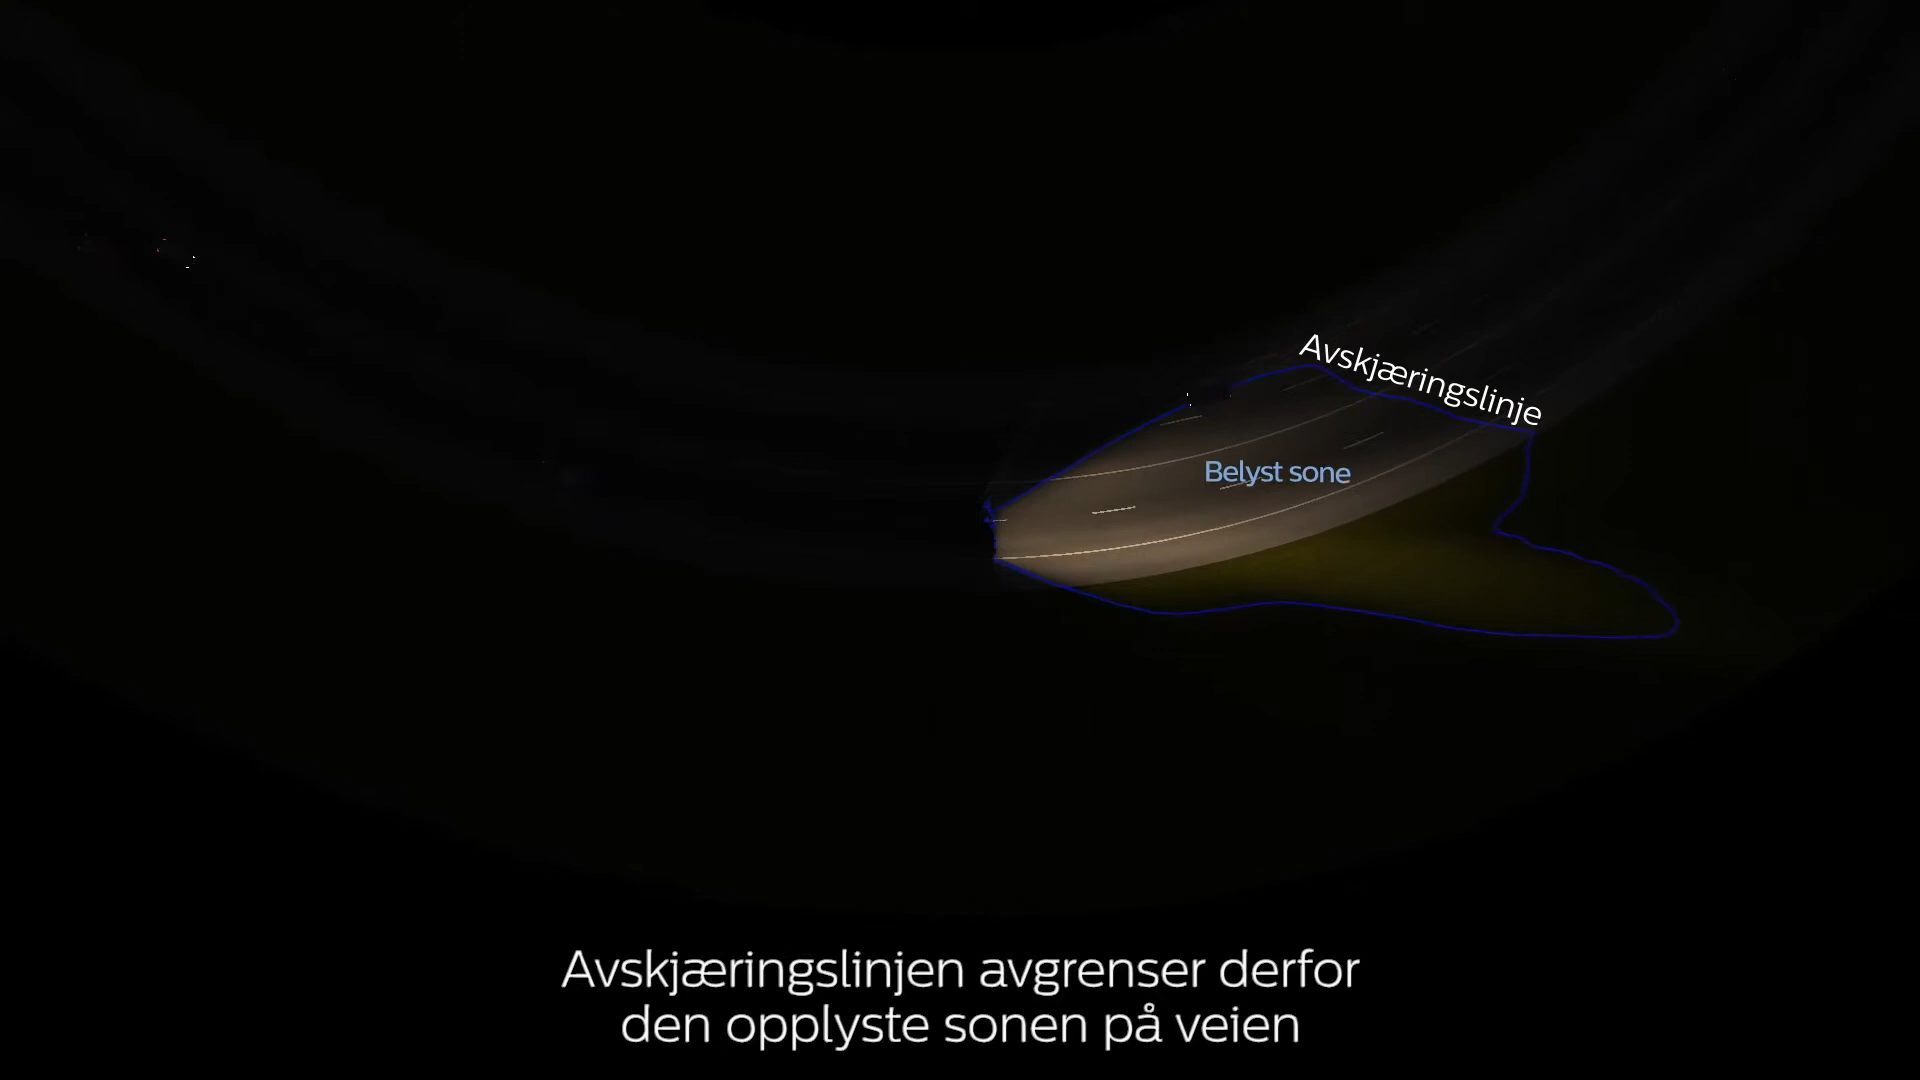 Avskjæringslinje
Belyst sone
Avskjæringslinjen avgrenser derfor
den opplyste sonen på veien